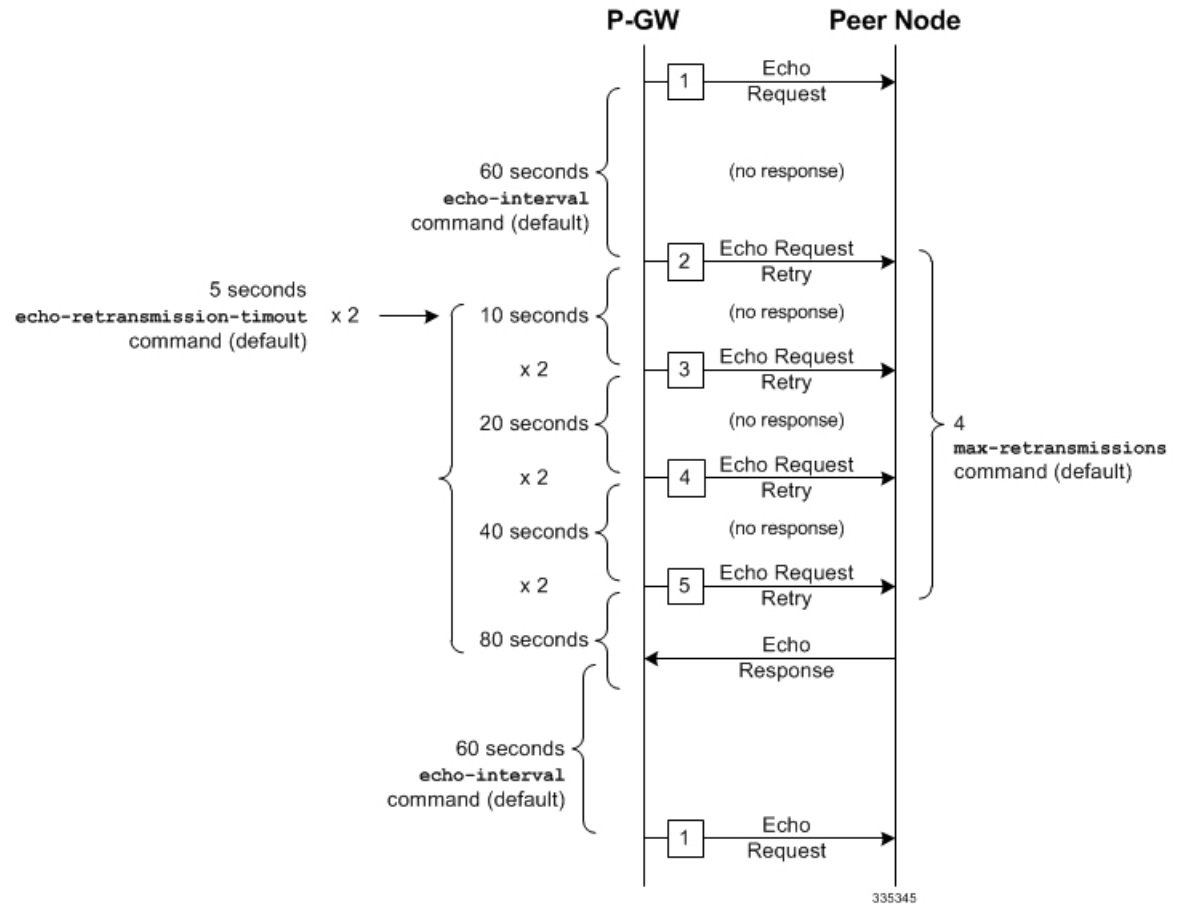 P-GW
Peer Node
1
Echo
Request
60 seconds
echo-interval
command (default)
(no response)
2
Echo Request
Retry
5 seconds
echo-retransmission-timout
command (default)
x 2
10 seconds
(no response)
x 2
3
Echo Request
Retry
20 seconds
(no response)
4
max-retransmissions
command (default)
x 2
4
Echo Request
Retry
40 seconds
(no response)
x 2
5
Echo Request
Retry
80 seconds
Echo
Response
60 seconds
echo-interval
command (default)
1
Echo
Request
335345